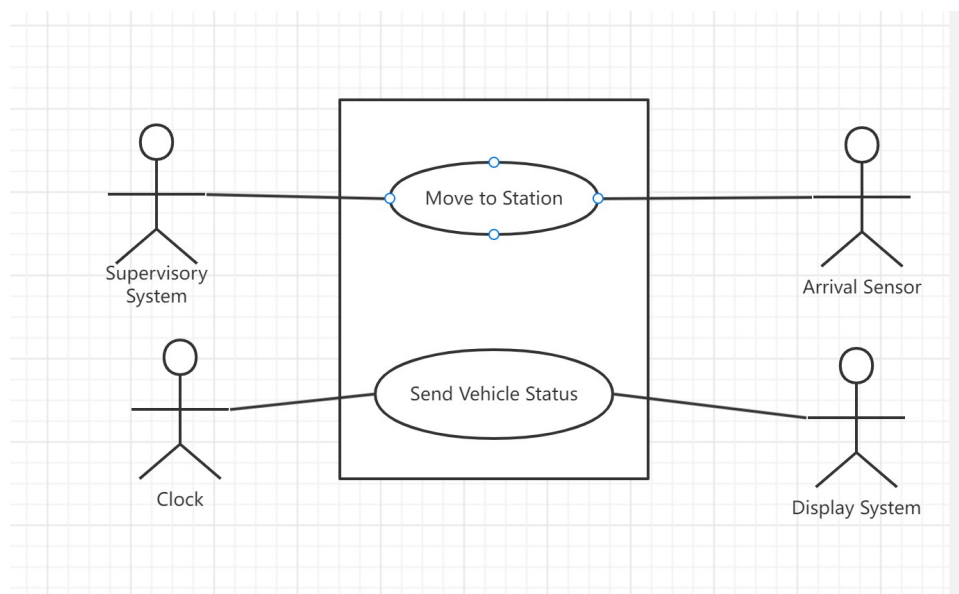 Move to Station
Supervisory
System
Arrival Sensor
Send Vehicle Status
Clock
Display System